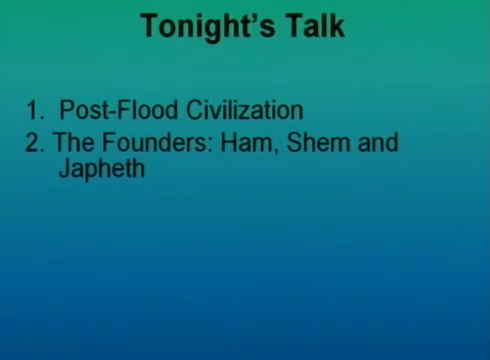 Tonight's Talk
1. Post-Flood Civilization
2. The Founders: Ham, Shem and
Japheth